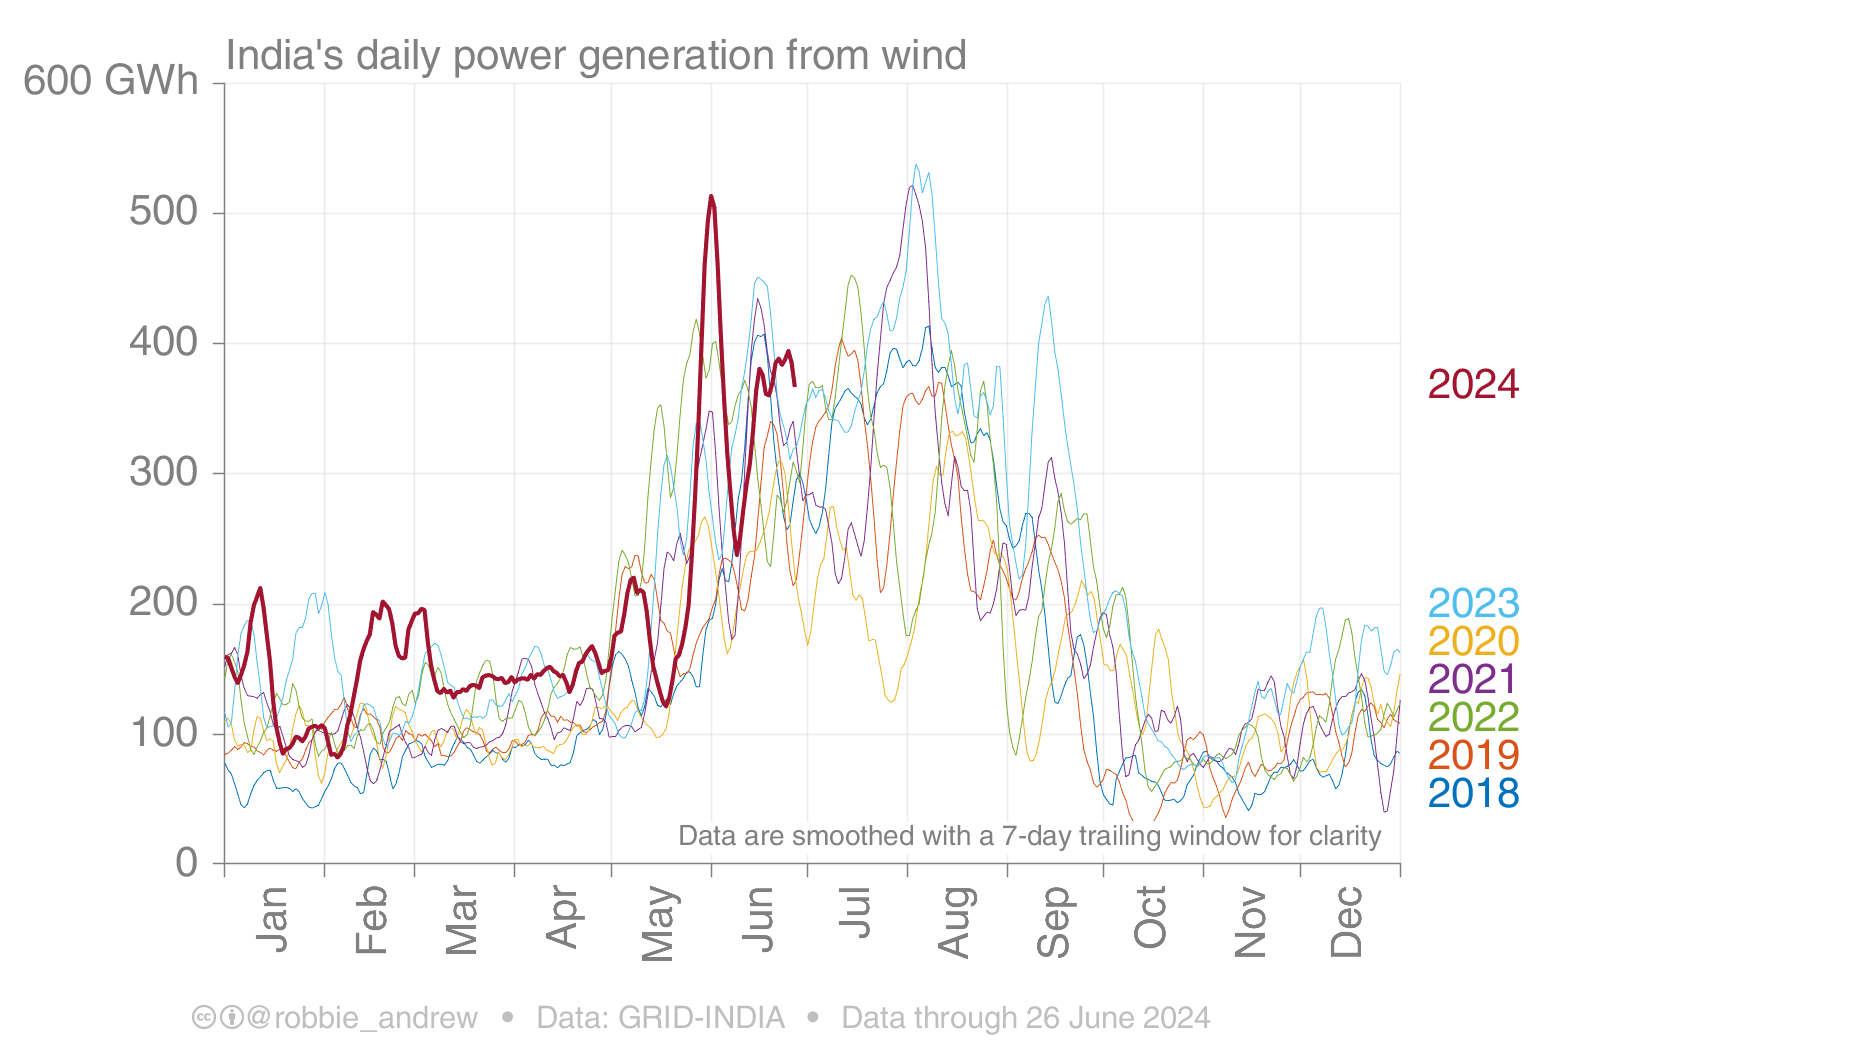 India's daily power generation from wind
600 GWh
500
400
300
200
100
0
2024
2023
2020
2021
2022
2019
2018
Data are smoothed with a 7-day trailing window for clarity
Jan
Feb
Mar
Apr
May
Jun
Jul
Aug
Sep
Oct
Nov
Dec
cc @robbie_andrew • Data: GRID-INDIA • Data through 26 June 2024